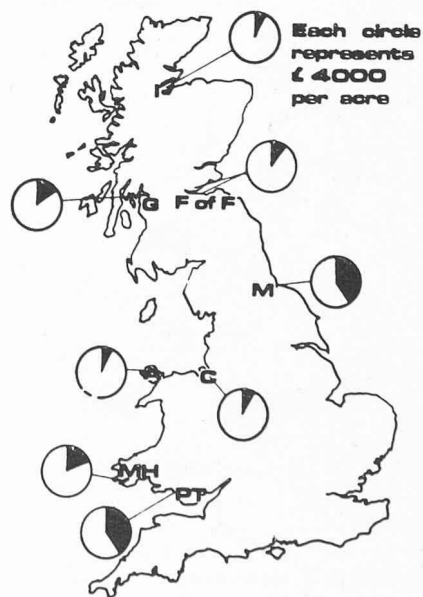 Each circle
represents
£ 4000
per acre
I
G
F of F
M
G
MH
PT